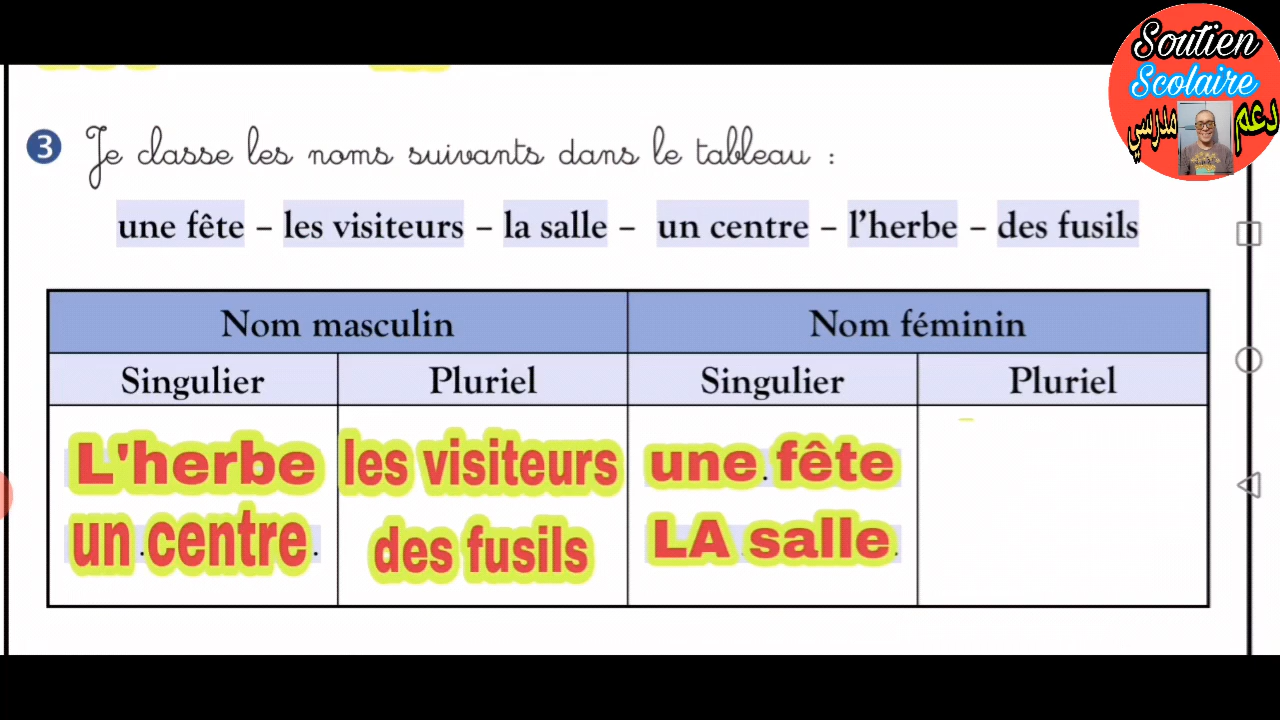 Soutien
Scolaire
دعم مدرسي
3 Je classe les noms suivants dans le tableau :
une fête – les visiteurs – la salle – un centre – l'herbe – des fusils
Nom masculin Nom féminin
Singulier Pluriel Singulier Pluriel
L'herbe les visiteurs une fête
un centre des fusils LA salle